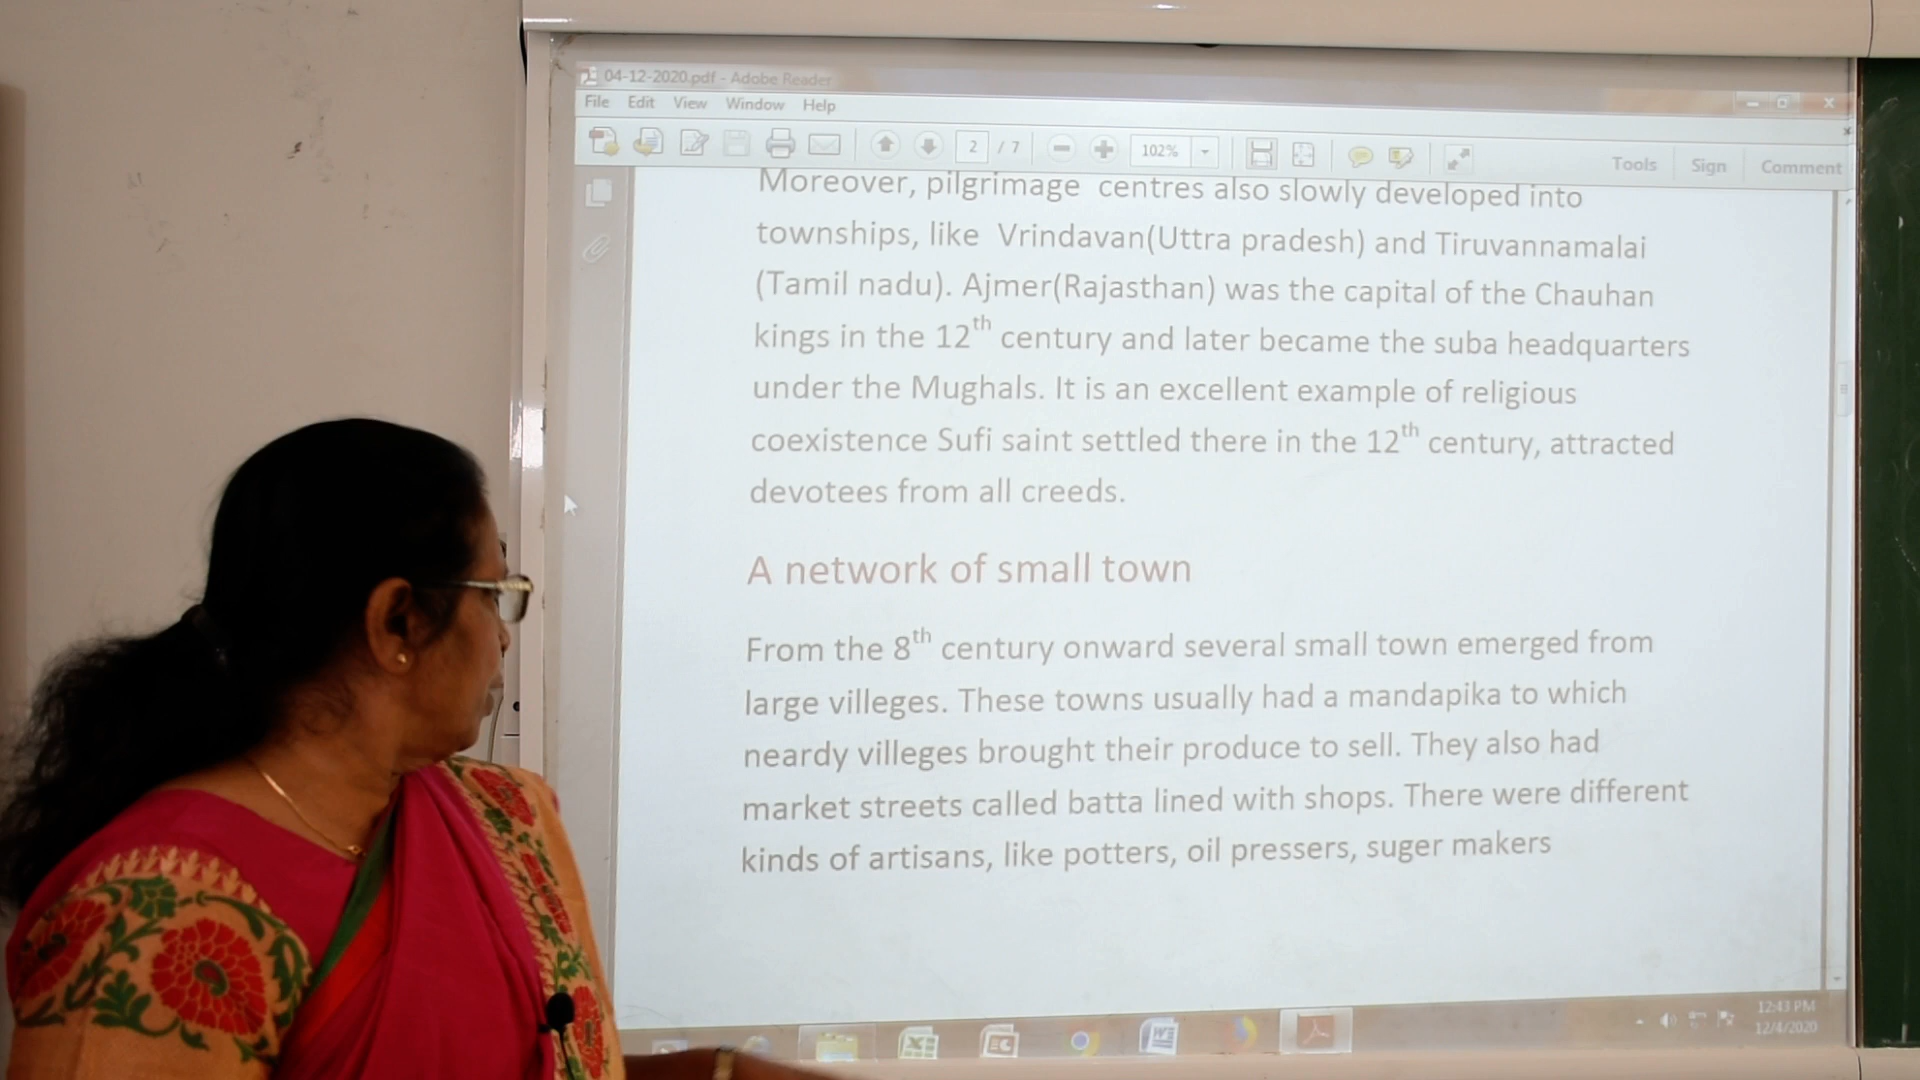 04-12-2020.pdf - Adobe Reader
File Edit View Window Help
2 / 7 102% Tools Sign Comment
Moreover, pilgrimage centres also slowly developed into
townships, like Vrindavan(Uttra pradesh) and Tiruvannamalai
(Tamil nadu). Ajmer(Rajasthan) was the capital of the Chauhan
kings in the 12th century and later became the suba headquarters
under the Mughals. It is an excellent example of religious
coexistence Sufi saint settled there in the 12th century, attracted
devotees from all creeds.
A network of small town
From the 8th century onward several small town emerged from
large villeges. These towns usually had a mandapika to which
neardy villeges brought their produce to sell. They also had
market streets called batta lined with shops. There were different
kinds of artisans, like potters, oil pressers, suger makers
12:43 PM
12/4/2020